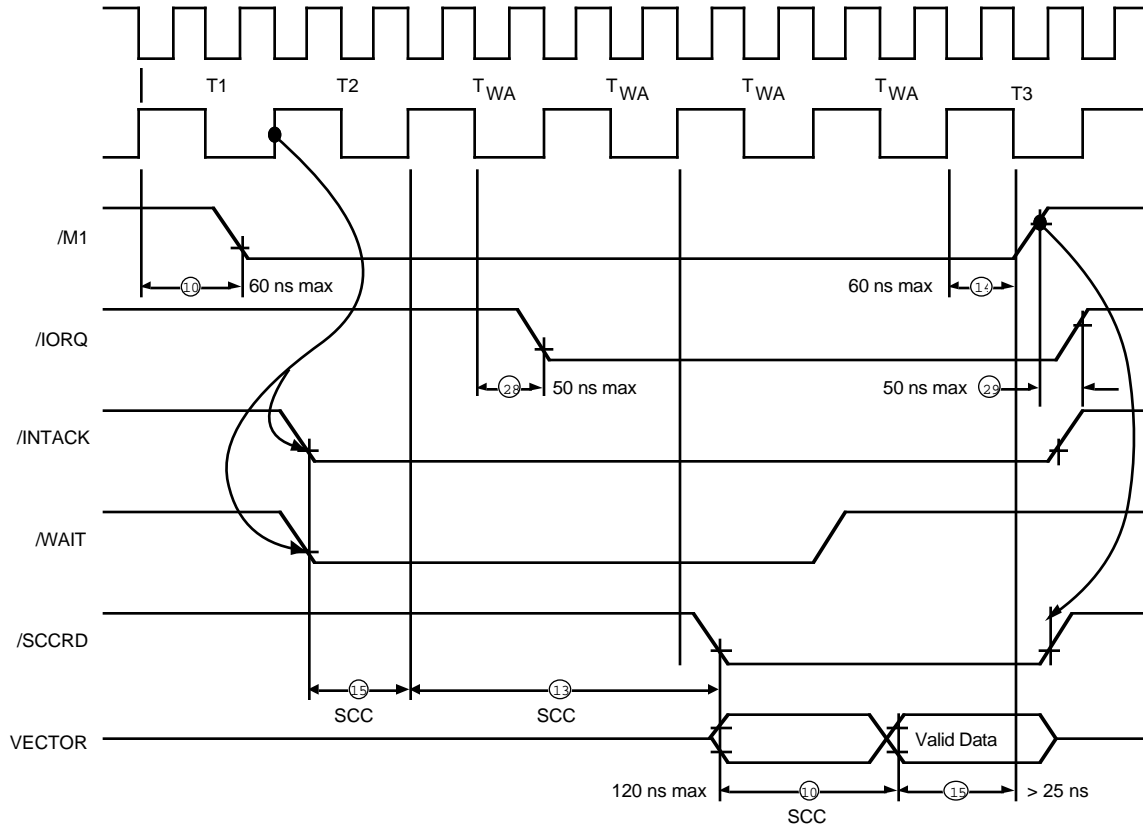 T1 T2 TWA TWA TWA TWA T3
/M1
10 60 ns max 60 ns max 14
/IORQ
28 50 ns max 50 ns max 29
/INTACK
/WAIT
/SCCRD
15 13
SCC SCC
VECTOR Valid Data
120 ns max 10 15 > 25 ns
SCC